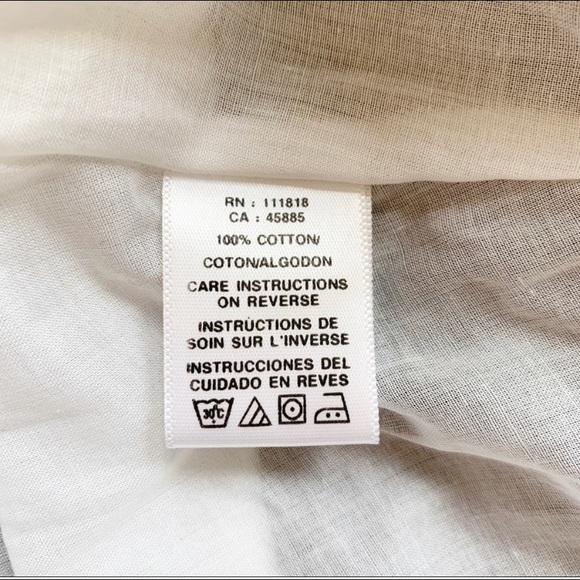 RN : 111818
CA : 45885
100% COTTON/
COTON/ALGODON
CARE INSTRUCTIONS
ON REVERSE
INSTRUCTIONS DE
SOIN SUR L'INVERSE
INSTRUCCIONES DEL
CUIDADO EN REVES
30°C